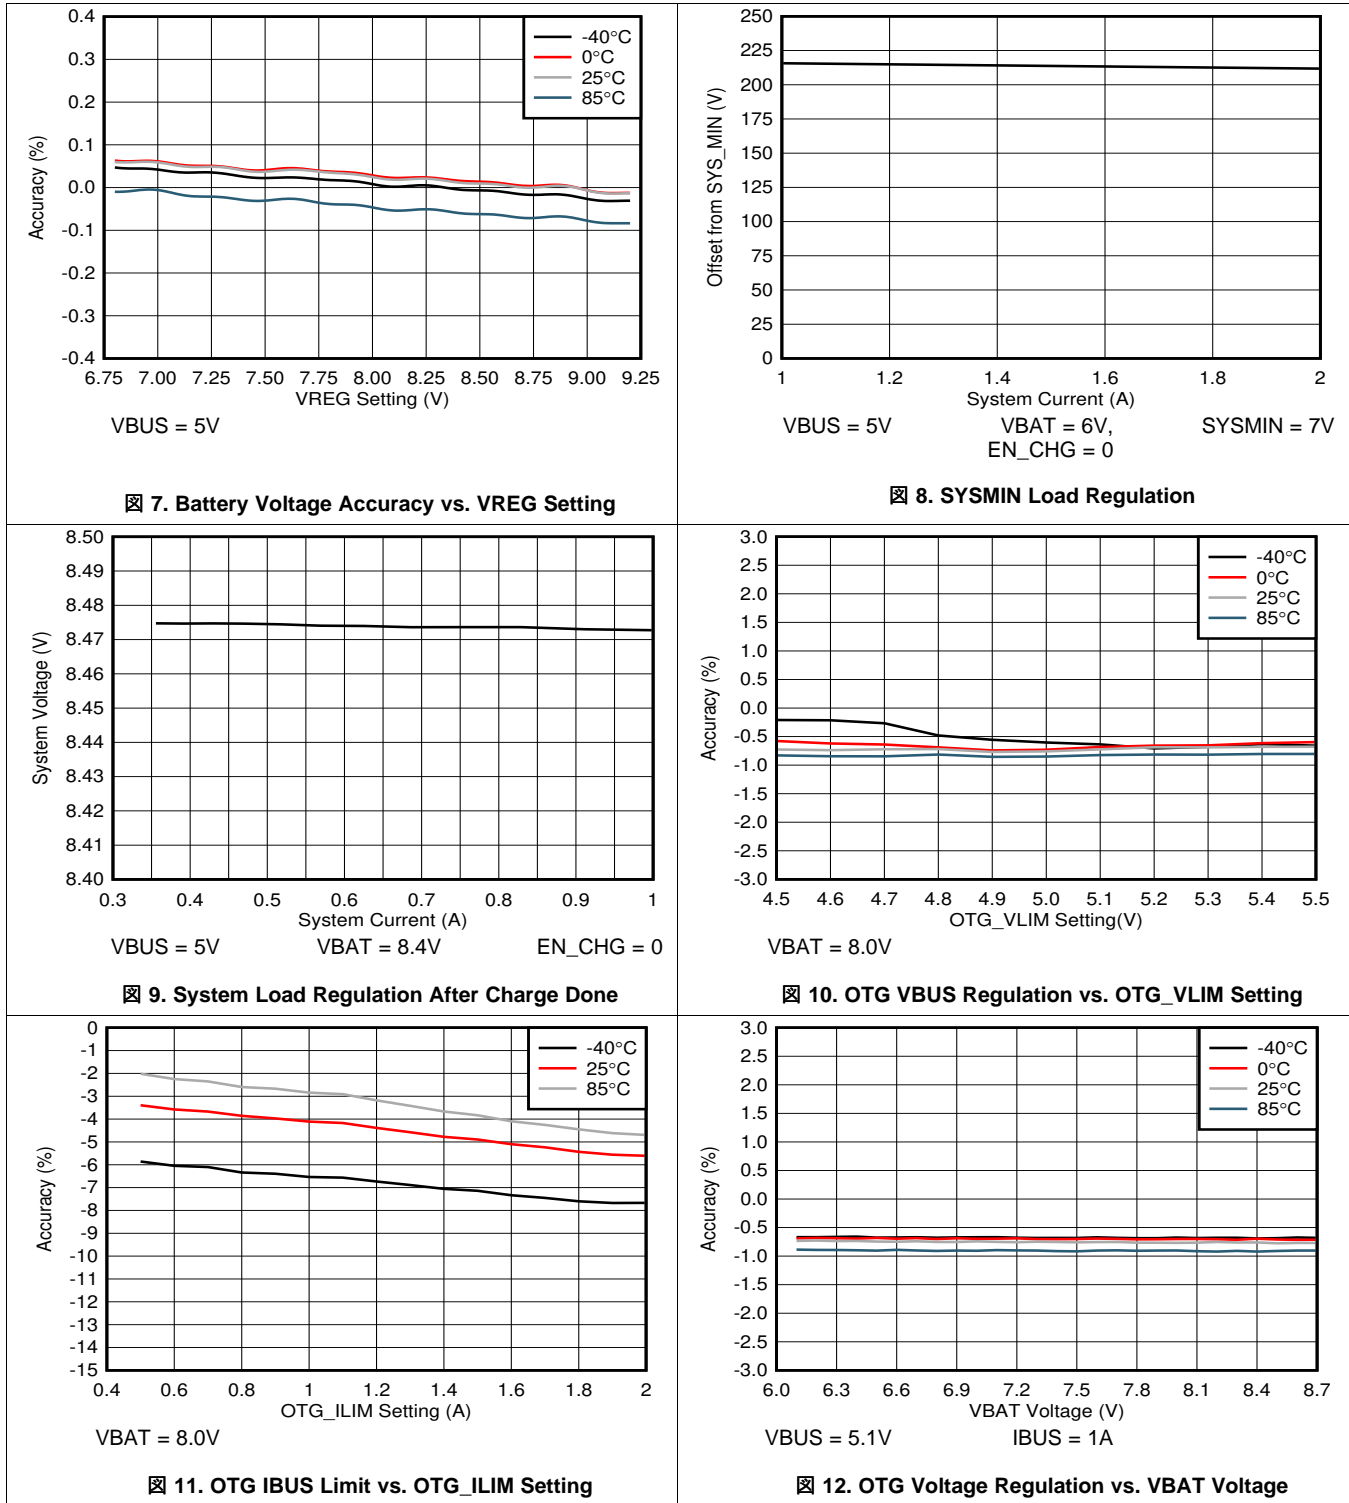 0.4
0.3
0.2
0.1
0.0
-0.1
-0.2
-0.3
-0.4
Accuracy (%)
-40°C
0°C
25°C
85°C
6.75 7.00 7.25 7.50 7.75 8.00 8.25 8.50 8.75 9.00 9.25
VREG Setting (V)
VBUS = 5V
図 7. Battery Voltage Accuracy vs. VREG Setting
250
225
200
175
150
125
100
75
50
25
0
Offset from SYS_MIN (V)
1 1.2 1.4 1.6 1.8 2
System Current (A)
VBUS = 5V VBAT = 6V, SYSMIN = 7V
EN_CHG = 0
図 8. SYSMIN Load Regulation
8.50
8.49
8.48
8.47
8.46
8.45
8.44
8.43
8.42
8.41
8.40
System Voltage (V)
0.3 0.4 0.5 0.6 0.7 0.8 0.9 1
System Current (A)
VBUS = 5V VBAT = 8.4V EN_CHG = 0
図 9. System Load Regulation After Charge Done
3.0
2.5
2.0
1.5
1.0
0.5
0.0
-0.5
-1.0
-1.5
-2.0
-2.5
-3.0
Accuracy (%)
-40°C
0°C
25°C
85°C
4.5 4.6 4.7 4.8 4.9 5.0 5.1 5.2 5.3 5.4 5.5
OTG_VLIM Setting(V)
VBAT = 8.0V
図 10. OTG VBUS Regulation vs. OTG_VLIM Setting
0
-1
-2
-3
-4
-5
-6
-7
-8
-9
-10
-11
-12
-13
-14
-15
Accuracy (%)
-40°C
25°C
85°C
0.4 0.6 0.8 1 1.2 1.4 1.6 1.8 2
OTG_ILIM Setting (A)
VBAT = 8.0V
図 11. OTG IBUS Limit vs. OTG_ILIM Setting
3.0
2.5
2.0
1.5
1.0
0.5
0.0
-0.5
-1.0
-1.5
-2.0
-2.5
-3.0
Accuracy (%)
-40°C
0°C
25°C
85°C
6.0 6.3 6.6 6.9 7.2 7.5 7.8 8.1 8.4 8.7
VBAT Voltage (V)
VBUS = 5.1V IBUS = 1A
図 12. OTG Voltage Regulation vs. VBAT Voltage